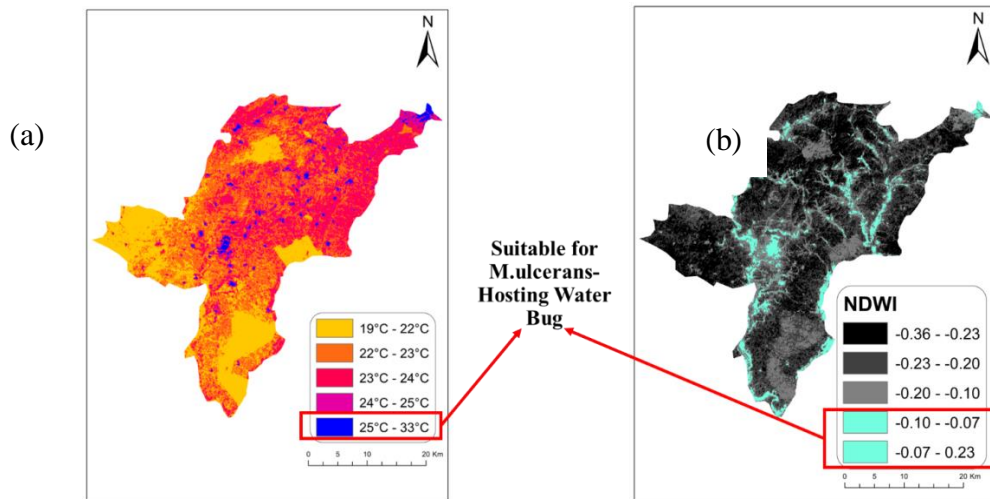 N
(a)
19°C - 22°C
22°C - 23°C
23°C - 24°C
24°C - 25°C
25°C - 33°C
0 5 10 20 Km
Suitable for
M.ulcerans-
Hosting Water
Bug
N
(b)
NDWI
-0.36 - -0.23
-0.23 - -0.20
-0.20 - -0.10
-0.10 - -0.07
-0.07 - 0.23
0 5 10 20 Km